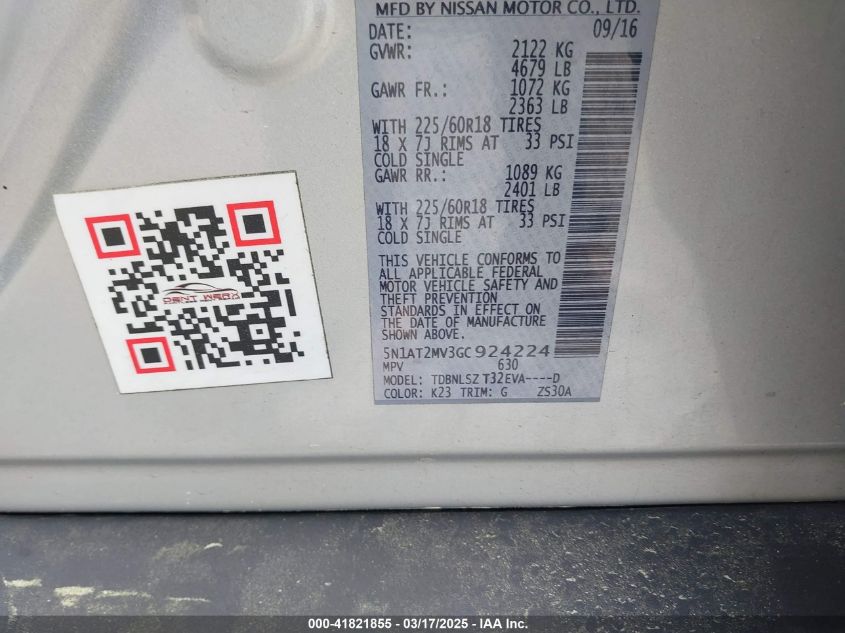 MFD BY NISSAN MOTOR CO., LTD.
DATE: 09/16
GVWR: 2122 KG
4679 LB
GAWR FR.: 1072 KG
2363 LB
WITH 225/60R18 TIRES
18 X 7J RIMS AT 33 PSI
COLD SINGLE
GAWR RR.: 1089 KG
2401 LB
WITH 225/60R18 TIRES
18 X 7J RIMS AT 33 PSI
COLD SINGLE
THIS VEHICLE CONFORMS TO
ALL APPLICABLE FEDERAL
MOTOR VEHICLE SAFETY AND
THEFT PREVENTION
STANDARDS IN EFFECT ON
THE DATE OF MANUFACTURE
SHOWN ABOVE.
5N1AT2MV3GC924224
MPV 630
MODEL: TDBNLSZ T32EVA----D
COLOR: K23 TRIM: G ZS30A
DENT WERX
000-41821855 - 03/17/2025 - IAA Inc.